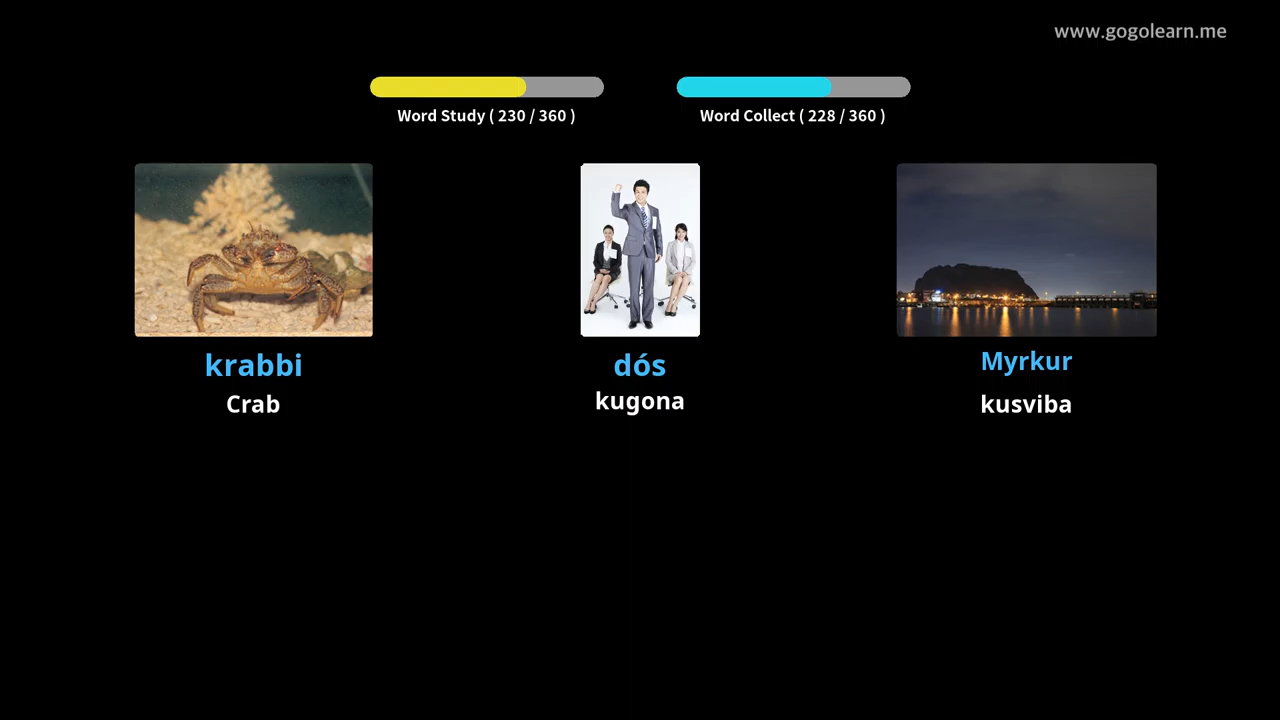 www.gogolearn.me
Word Study ( 230 / 360 )
Word Collect ( 228 / 360 )
krabbi
Crab
dós
kugona
Myrkur
kusviba